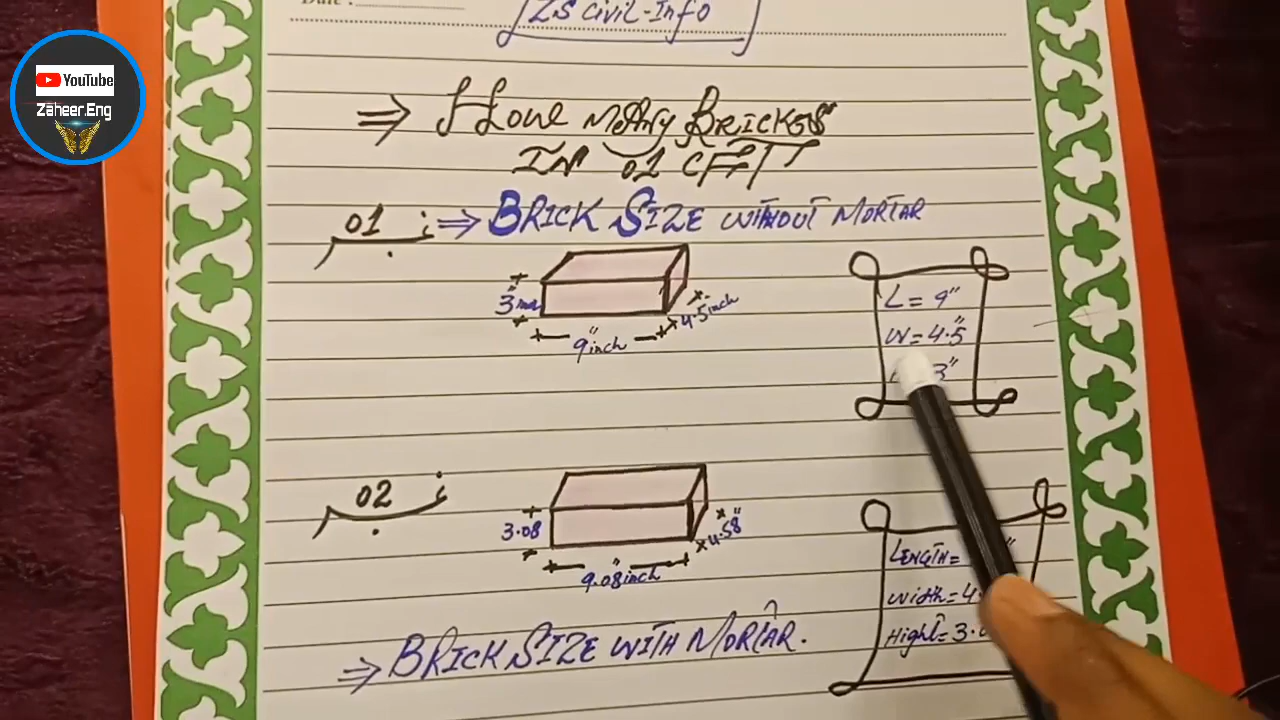 Date :
ZS Civil-Info
YouTube
Zaheer.Eng
⇒ How Many Bricks
IN 01 CFT
01 ⇒ BRICK SIZE WITHOUT MORTAR
3"
4.5 inch
9" inch
L = 9"
W = 4.5"
3"
02
3.08
4.58"
9.08 inch
LENGTH=
Width = 4.
Hight = 3.0
⇒ BRICK SIZE WITH MORTAR.